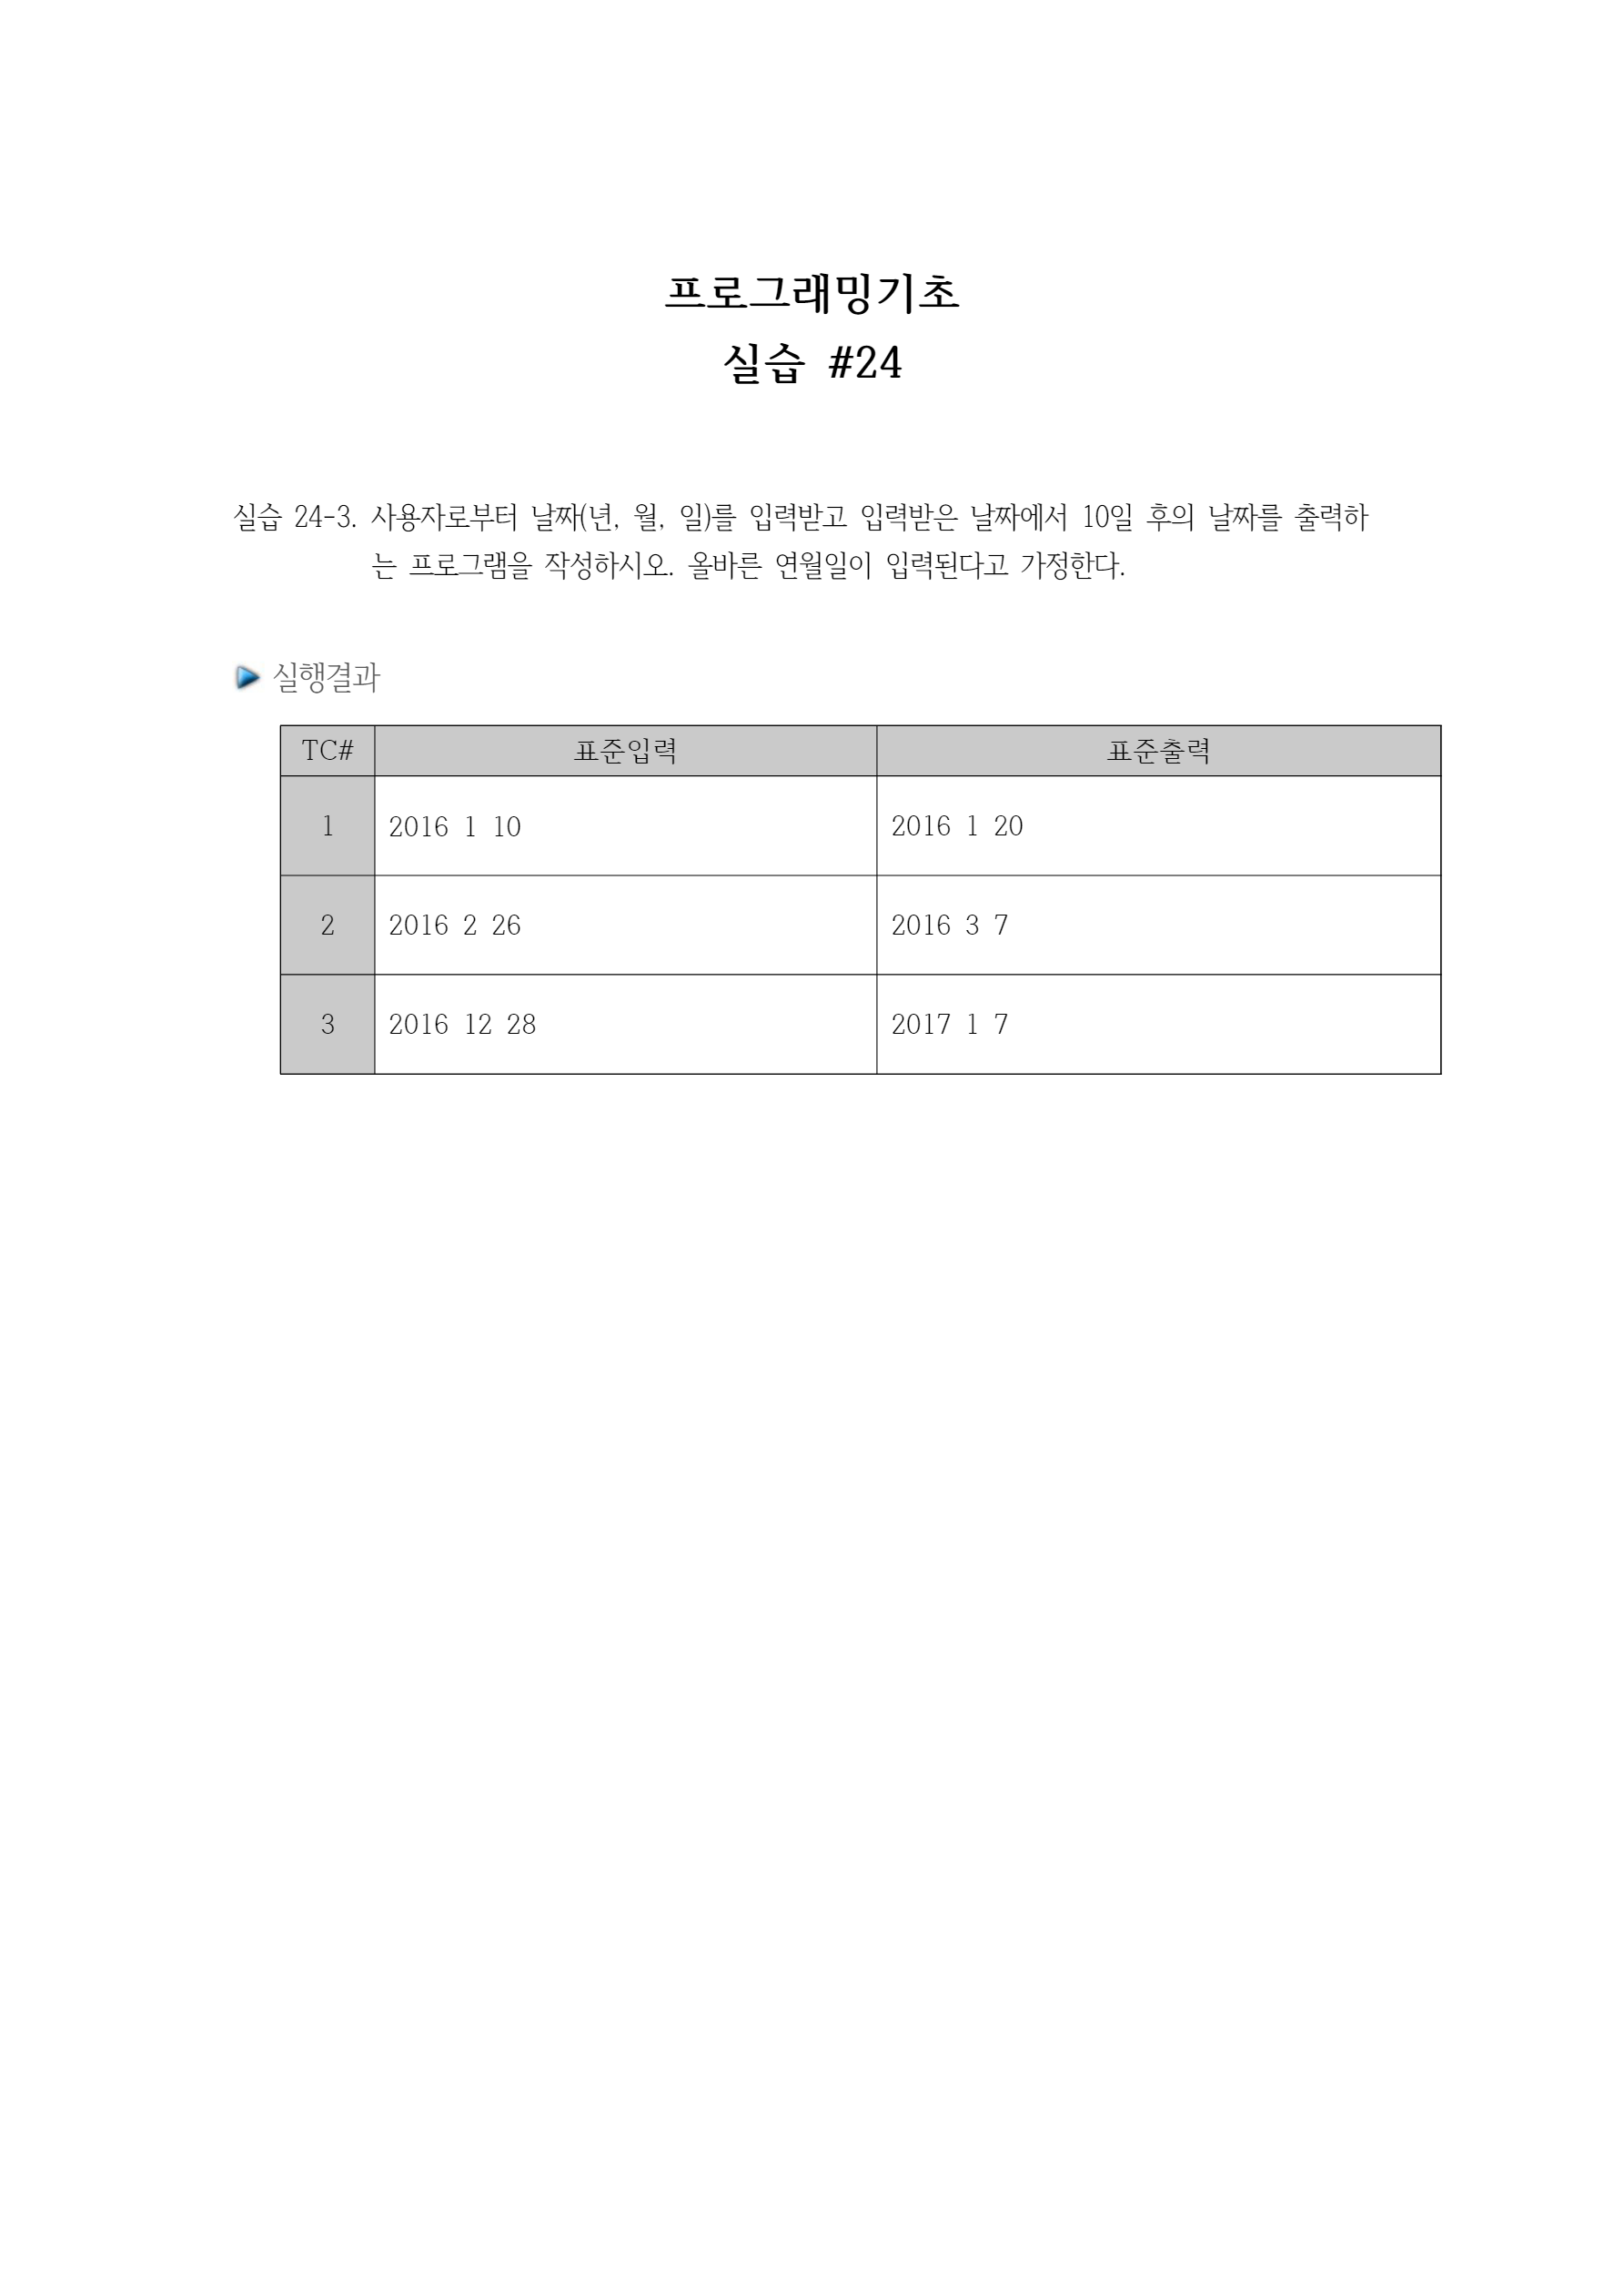 프로그래밍기초
실습 #24
실습 24-3. 사용자로부터 날짜(년, 월, 일)를 입력받고 입력받은 날짜에서 10일 후의 날짜를 출력하
는 프로그램을 작성하시오. 올바른 연월일이 입력된다고 가정한다.
실행결과
TC# 표준입력 표준출력
1 2016 1 10 2016 1 20
2 2016 2 26 2016 3 7
3 2016 12 28 2017 1 7